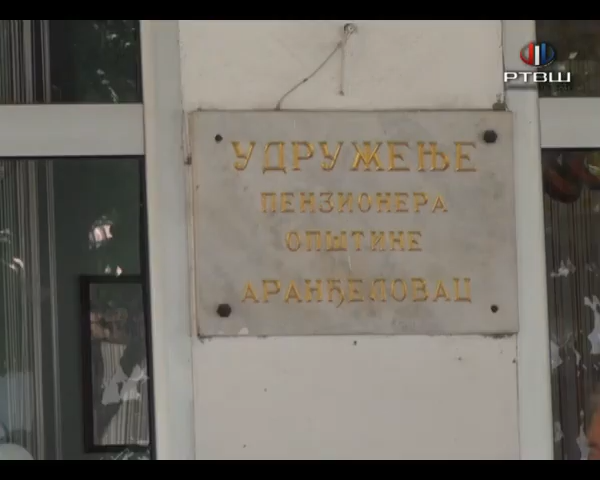 РТВШ
УДРУЖЕЊЕ
ПЕНЗИОНЕРА
ОПШТИНЕ
АРАНЂЕЛОВАЦ